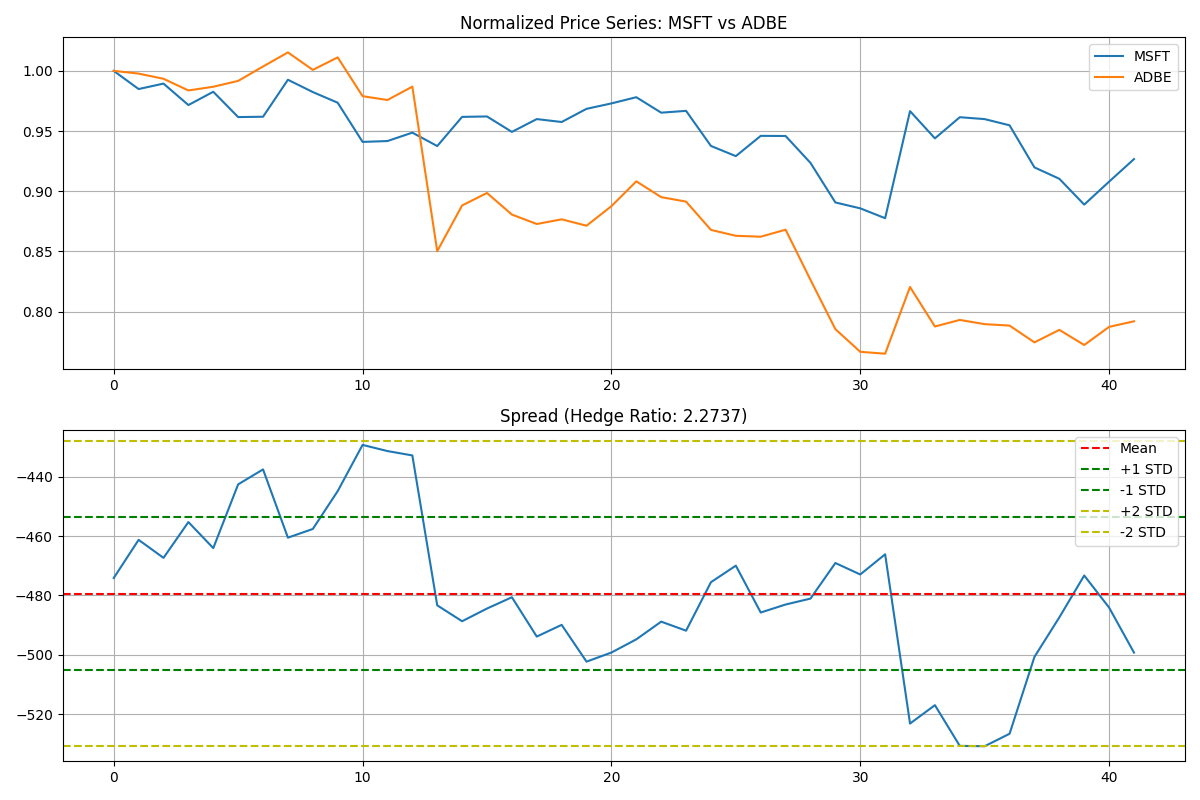 Normalized Price Series: MSFT vs ADBE
MSFT
ADBE
1.00
0.95
0.90
0.85
0.80
0 10 20 30 40
Spread (Hedge Ratio: 2.2737)
Mean
+1 STD
-1 STD
+2 STD
-2 STD
−440
−460
−480
−500
−520
0 10 20 30 40